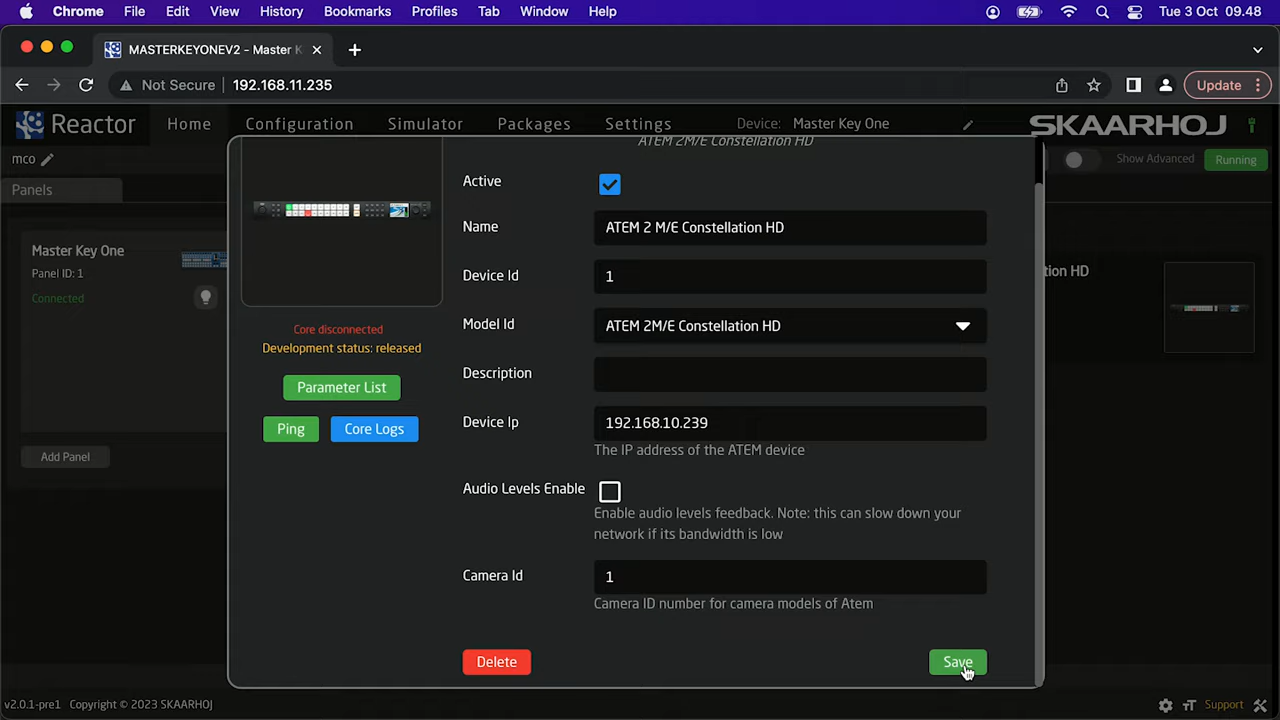 Chrome File Edit View History Bookmarks Profiles Tab Window Help Tue 3 Oct 09.48
MASTERKEYONEV2 - Master K
Not Secure 192.168.11.235 Update
Reactor Home Configuration Simulator Packages Settings Device: Master Key One SKAARHOJ
mco Show Advanced Running
ATEM 2M/E Constellation HD
Panels
Master Key One
Panel ID: 1
Connected
Add Panel
Core disconnected
Development status: released
Parameter List
Ping Core Logs
Active
Name ATEM 2 M/E Constellation HD
Device Id 1
Model Id ATEM 2M/E Constellation HD
Description
Device Ip 192.168.10.239
The IP address of the ATEM device
Audio Levels Enable
Enable audio levels feedback. Note: this can slow down your
network if its bandwidth is low
Camera Id 1
Camera ID number for camera models of Atem
Delete Save
tion HD
v2.0.1-pre1 Copyright © 2023 SKAARHOJ Support